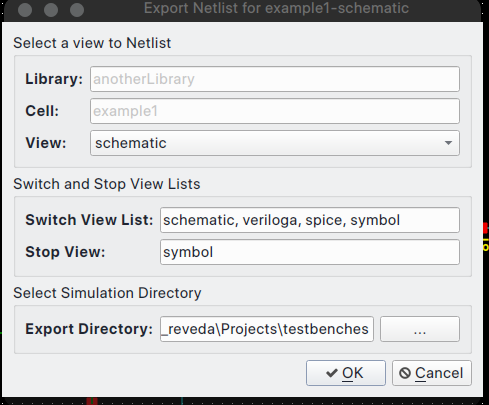 Export Netlist for example1-schematic
Select a view to Netlist
Library: anotherLibrary
Cell: example1
View: schematic
Switch and Stop View Lists
Switch View List: schematic, veriloga, spice, symbol
Stop View: symbol
Select Simulation Directory
Export Directory: _reveda\Projects\testbenches ...
OK Cancel